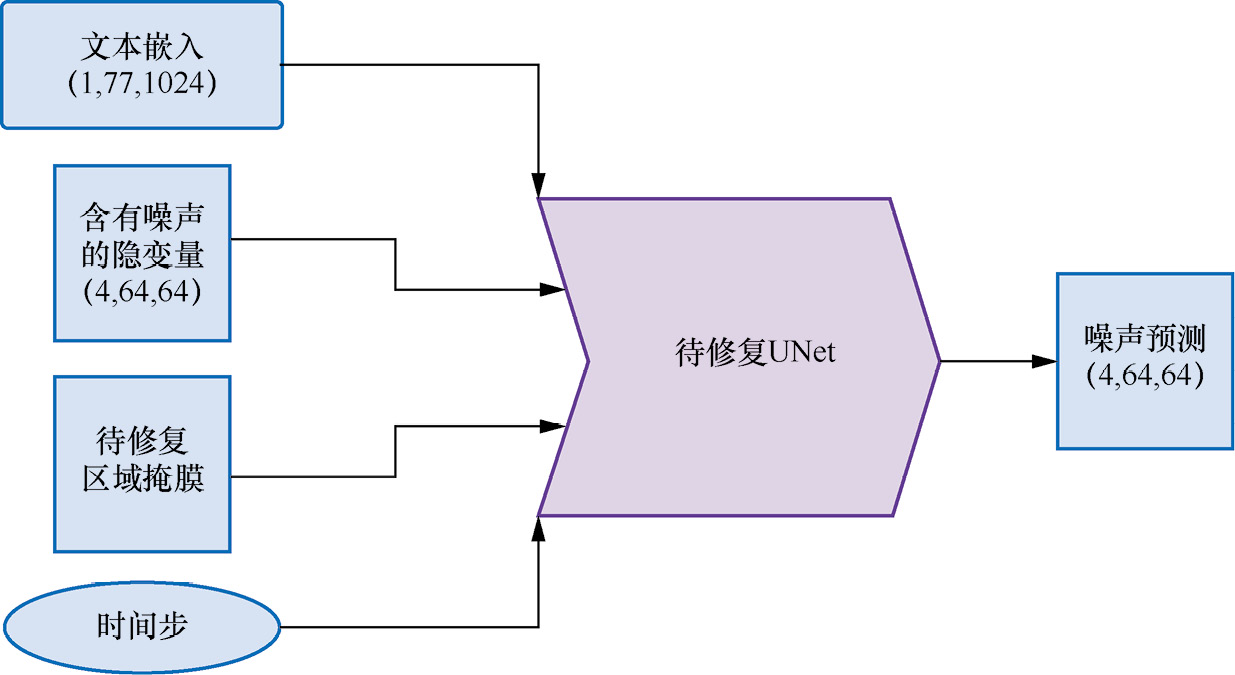 文本嵌入
(1,77,1024)
含有噪声
的隐变量
(4,64,64)
待修复
区域掩膜
时间步
待修复UNet
噪声预测
(4,64,64)